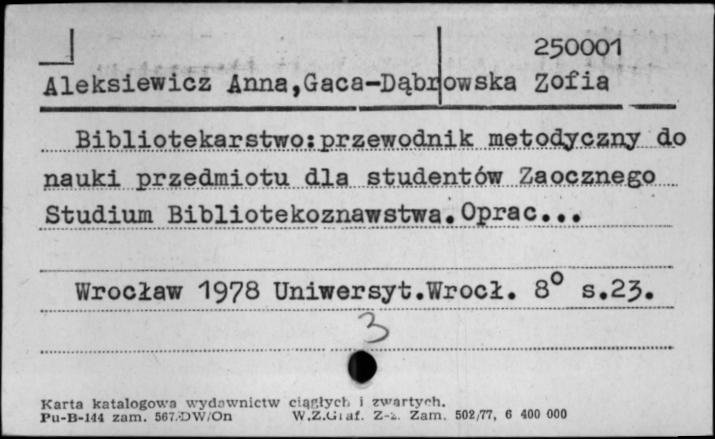 250001
Aleksiewicz Anna,Gaca-Dąbrowska Zofia
Bibliotekarstwo:przewodnik metodyczny do
nauki przedmiotu dla studentów Zaocznego
Studium Bibliotekoznawstwa.Oprac...
Wrocław 1978 Uniwersyt.Wrocł. 8° s.23.
3
Karta katalogowa wydawnictw ciągłych i zwartych.
Pu-B-144 zam. 567/DW/On W.Z.Graf. Z-z. Zam. 502/77, 6 400 000